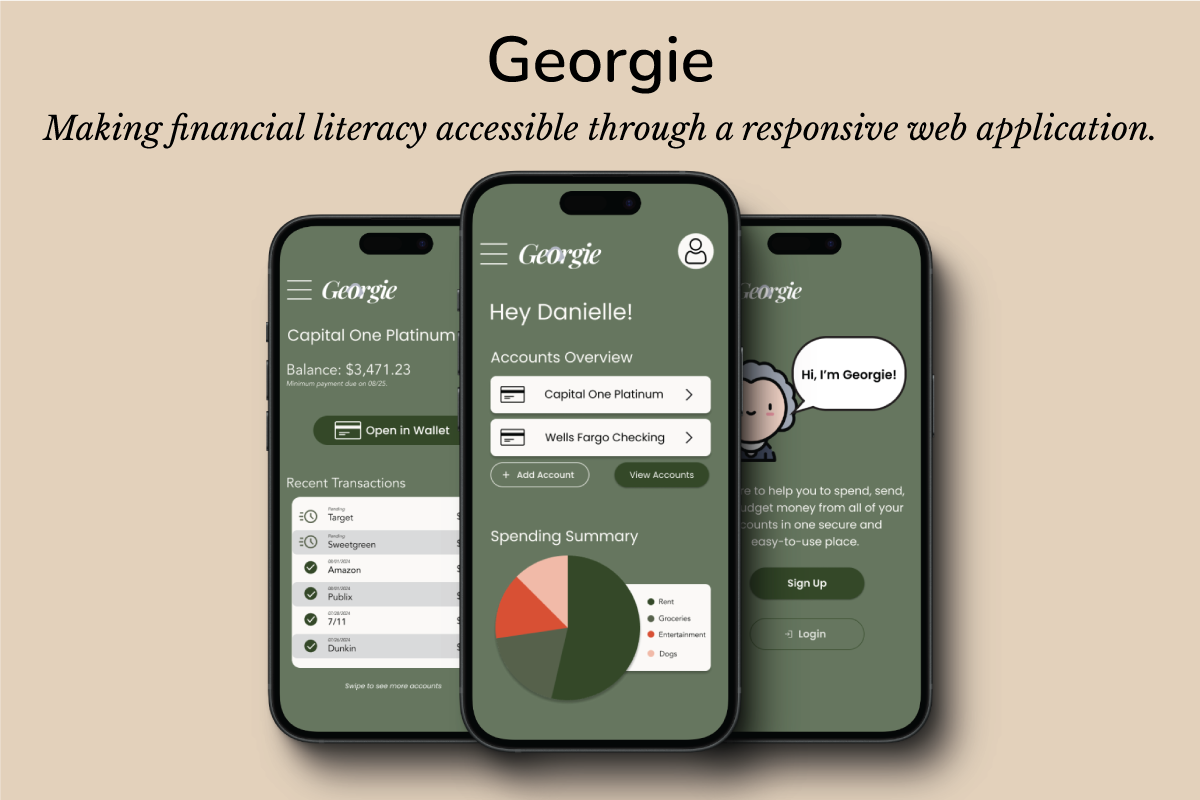 Georgie
Making financial literacy accessible through a responsive web application.
Georgie
Capital One Platinum
Balance: $3,471.23
Minimum payment due on 08/25.
Open in Wallet
Recent Transactions
Pending
Target
$
Pending
Sweetgreen
$
08/01/2024
Amazon
$
08/01/2024
Publix
$
07/28/2024
7/11
$
07/26/2024
Dunkin
$
Swipe to see more accounts
Georgie
Hey Danielle!
Accounts Overview
Capital One Platinum
Wells Fargo Checking
+ Add Account
View Accounts
Spending Summary
Rent
Groceries
Entertainment
Dogs
Georgie
Hi, I'm Georgie!
re to help you to spend, send,
udget money from all of your
counts in one secure and
easy-to-use place.
Sign Up
Login